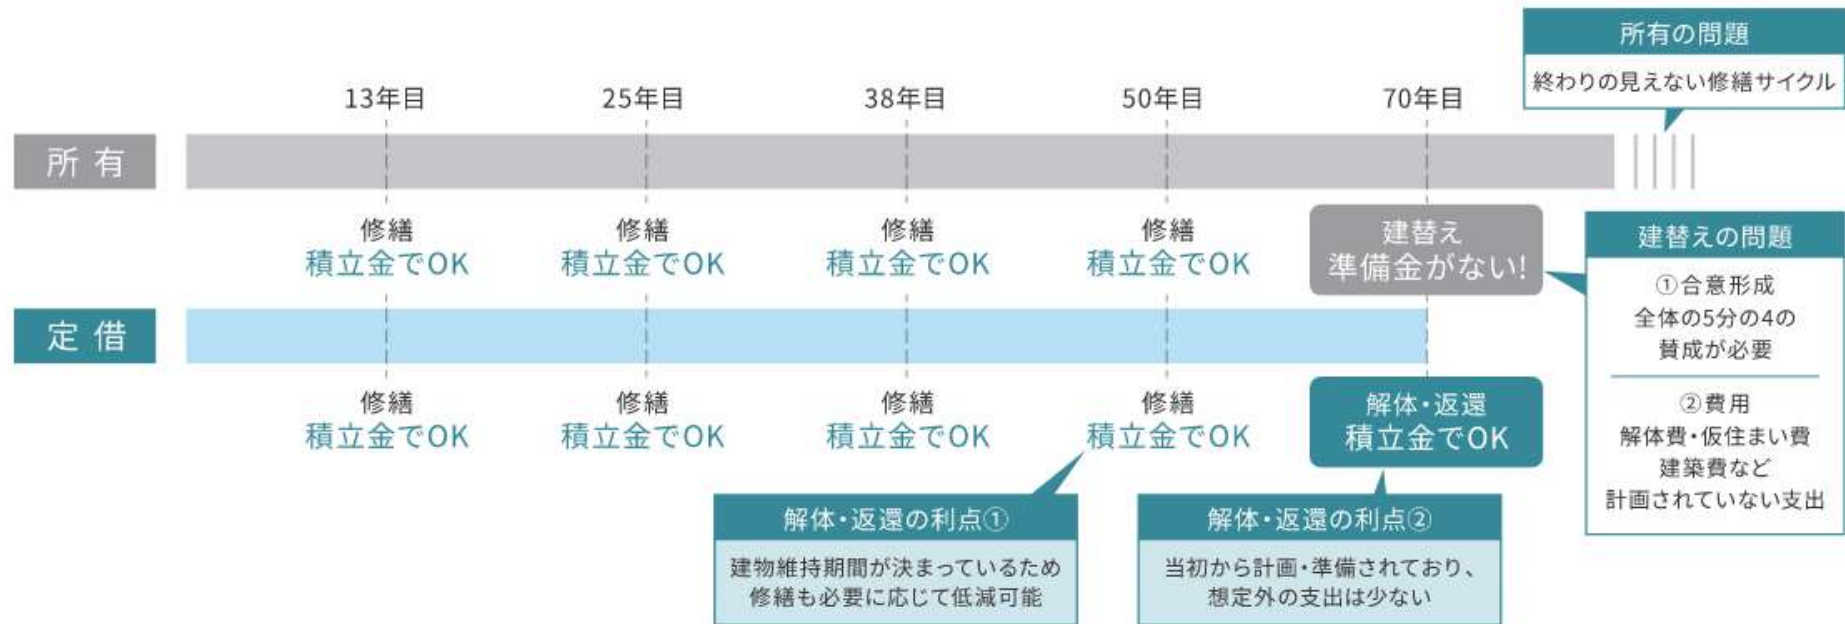 所有の問題
終わりの見えない修繕サイクル
13年目
25年目
38年目
50年目
70年目
所有
修繕
積立金でOK
修繕
積立金でOK
修繕
積立金でOK
修繕
積立金でOK
建替え
準備金がない!
建替えの問題
①合意形成
全体の5分の4の
賛成が必要
②費用
解体費・仮住まい費
建築費など
計画されていない支出
定借
修繕
積立金でOK
修繕
積立金でOK
修繕
積立金でOK
修繕
積立金でOK
解体・返還
積立金でOK
解体・返還の利点①
建物維持期間が決まっているため
修繕も必要に応じて低減可能
解体・返還の利点②
当初から計画・準備されており、
想定外の支出は少ない